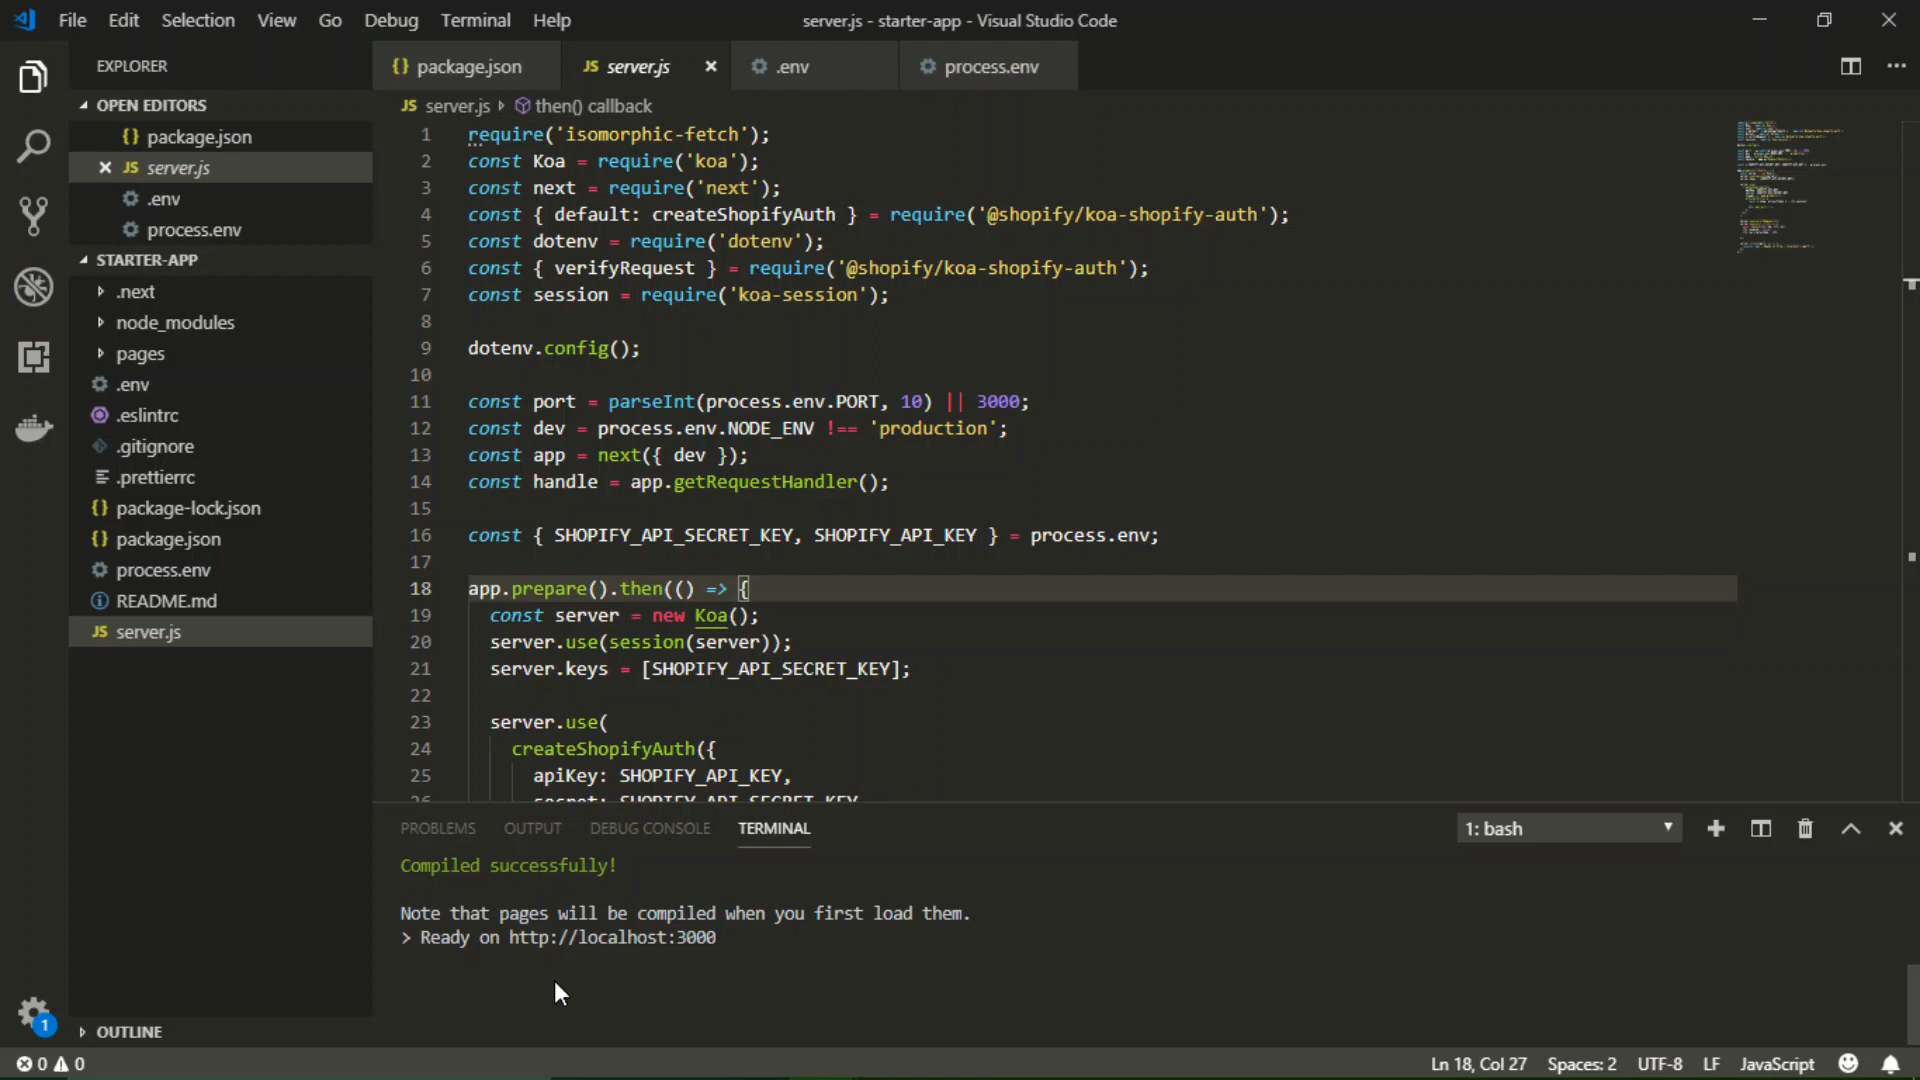 File Edit Selection View Go Debug Terminal Help server.js - starter-app - Visual Studio Code
EXPLORER
OPEN EDITORS
package.json
server.js
.env
process.env
STARTER-APP
.next
node_modules
pages
.env
.eslintrc
.gitignore
.prettierrc
package-lock.json
package.json
process.env
README.md
JS server.js
OUTLINE
package.json JS server.js .env process.env
JS server.js then() callback
1 require('isomorphic-fetch');
2 const Koa = require('koa');
3 const next = require('next');
4 const { default: createShopifyAuth } = require('@shopify/koa-shopify-auth');
5 const dotenv = require('dotenv');
6 const { verifyRequest } = require('@shopify/koa-shopify-auth');
7 const session = require('koa-session');
8
9 dotenv.config();
10
11 const port = parseInt(process.env.PORT, 10) || 3000;
12 const dev = process.env.NODE_ENV !== 'production';
13 const app = next({ dev });
14 const handle = app.getRequestHandler();
15
16 const { SHOPIFY_API_SECRET_KEY, SHOPIFY_API_KEY } = process.env;
17
18 app.prepare().then(() => {
19 const server = new Koa();
20 server.use(session(server));
21 server.keys = [SHOPIFY_API_SECRET_KEY];
22
23 server.use(
24 createShopifyAuth({
25 apiKey: SHOPIFY_API_KEY,
26 secret: SHOPIFY_API_SECRET_KEY
PROBLEMS OUTPUT DEBUG CONSOLE TERMINAL 1: bash
Compiled successfully!
Note that pages will be compiled when you first load them.
> Ready on http://localhost:3000
1
0 0 Ln 18, Col 27 Spaces: 2 UTF-8 LF JavaScript